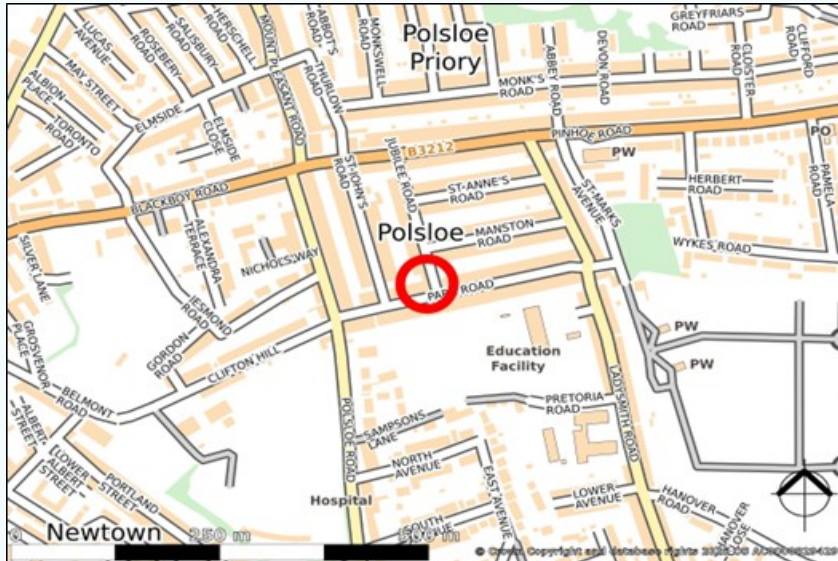 LUCAS
AVENUE
ROSEBERY
ROAD
SALISBURY
ROAD
HERSCHELL
ROAD
MOUNT PLEASANT ROAD
ABBOT'S
ROAD
THURLOW
ROAD
MONKSWELL
ROAD
Polsloe
Priory
ABBEY ROAD
DEVON
ROAD
GREYFRIARS
ROAD
CLOISTER
ROAD
CLIFFORD
ROAD
MAY STREET
ALBION
PLACE
TORONTO
ROAD
ELMSIDE
ELMSIDE
CLOSE
MONK'S
ROAD
B3212
PINHOE ROAD
PO
PW
BLACKBOY ROAD
ST-JOHN'S
ROAD
JUBILEE ROAD
ST-ANNE'S
ROAD
ST-MARKS
AVENUE
HERBERT
ROAD
PAMELA
ROAD
ALEXANDRA
TERRACE
Polsloe
MANSTON
ROAD
WYKES ROAD
SILVER LANE
NICHOLS WAY
JESMOND
ROAD
GORDON
ROAD
ROAD
CLIFTON HILL
GROSVENOR
PLACE
BELMONT
ROAD
Education
Facility
PW
PW
LADYSMITH ROAD
PRETORIA
ROAD
POLSLOE ROAD
SAMPSONS
LANE
NORTH
AVENUE
EAST AVENUE
ALBERT
STREET
LOWER
ALBERT
STREET
PORTLAND
STREET
Hospital
SOUTH
AVENUE
LOWER
AVENUE
HANOVER
ROAD
HANOVER
CLOSE
Newtown
0
250 m
500 m